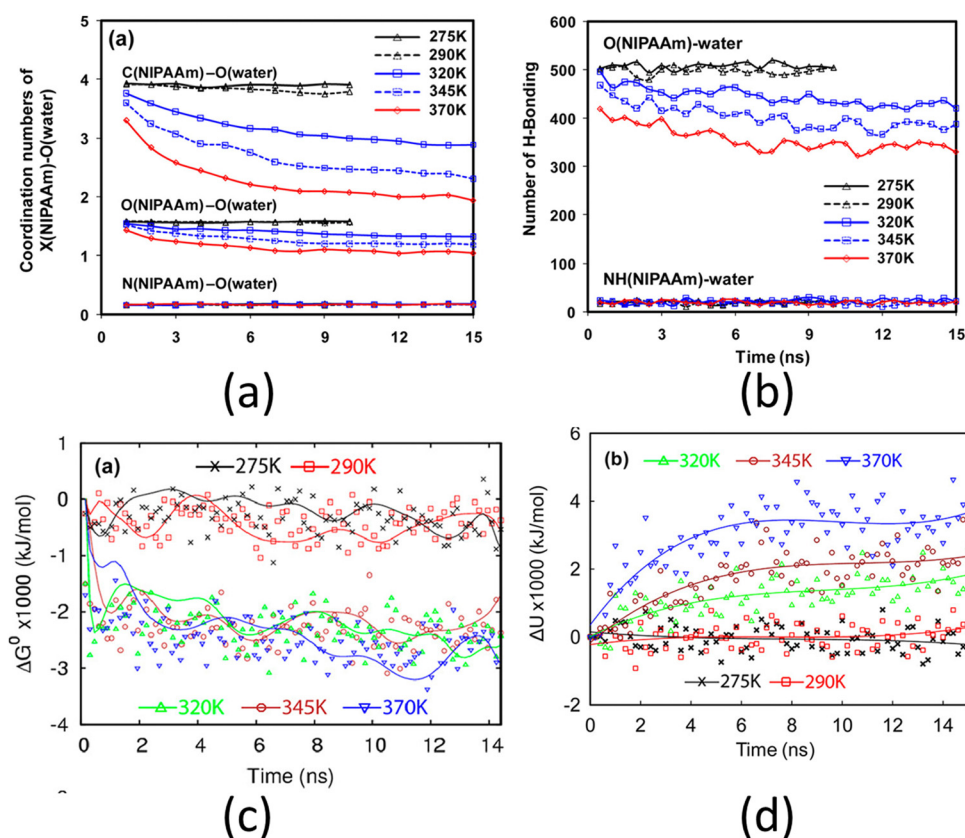 (a)
275K
290K
320K
345K
370K
C(NIPAAm)–O(water)
O(NIPAAm)–O(water)
N(NIPAAm)–O(water)
Coordination numbers of
X(NIPAAm)-O(water)
5
4
3
2
1
0
0 3 6 9 12 15
Time (ns)
(a)
O(NIPAAm)-water
275K
290K
320K
345K
370K
NH(NIPAAm)-water
Number of H-Bonding
600
500
400
300
200
100
0
0 3 6 9 12 15
Time (ns)
(b)
(a)
275K 290K
320K 345K 370K
ΔG⁰ x1000 (kJ/mol)
1
0
-1
-2
-3
-4
0 2 4 6 8 10 12 14
Time (ns)
(c)
(b)
320K 345K 370K
275K 290K
ΔU x1000 (kJ/mol)
6
4
2
0
-2
0 2 4 6 8 10 12 14
Time (ns)
(d)